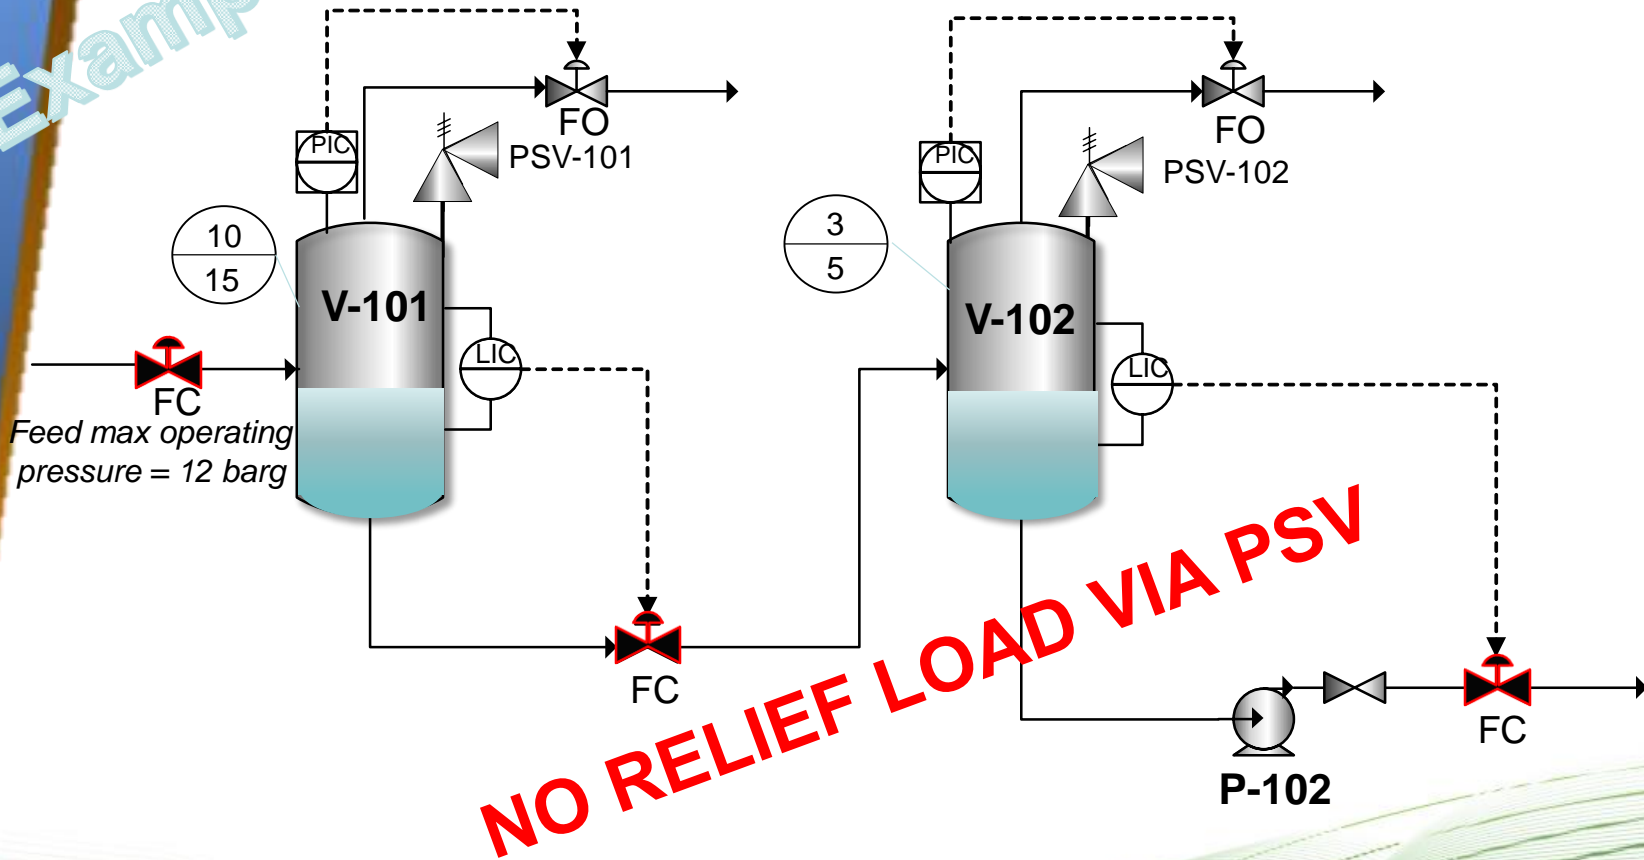 Examp
PIC
FO
PSV-101
10
15
V-101
LIC
FC
Feed max operating
pressure = 12 barg
FC
PIC
FO
PSV-102
3
5
V-102
LIC
FC
P-102
NO RELIEF LOAD VIA PSV